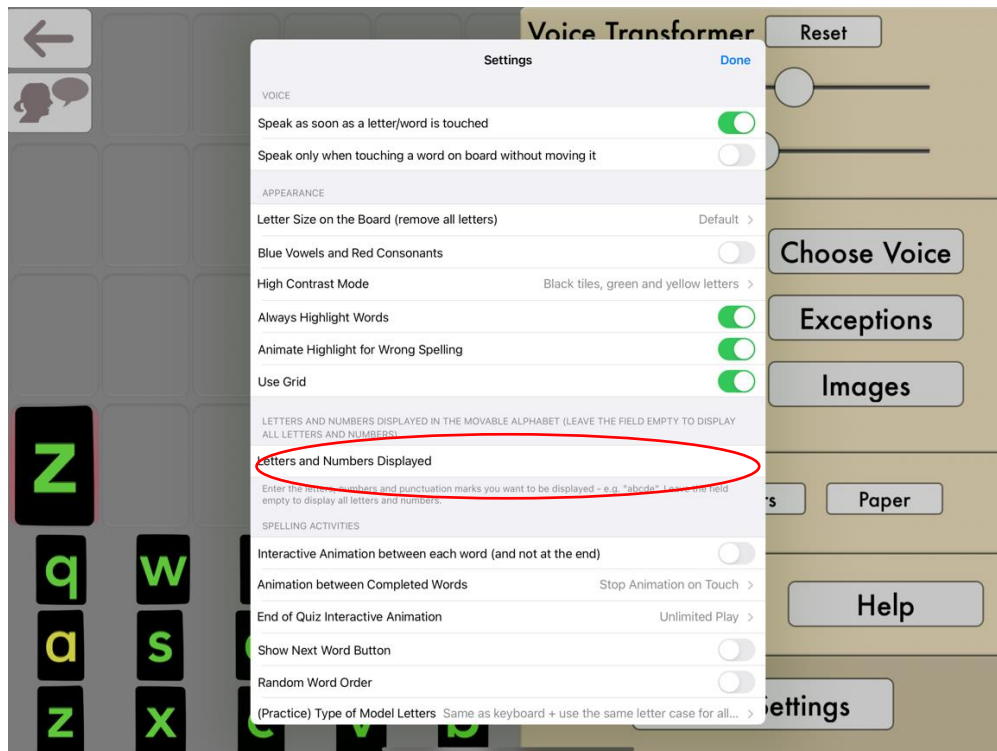 Voice Transformer
Reset
Settings
Done
VOICE
Speak as soon as a letter/word is touched
Speak only when touching a word on board without moving it
APPEARANCE
Letter Size on the Board (remove all letters) Default >
Blue Vowels and Red Consonants
High Contrast Mode Black tiles, green and yellow letters >
Choose Voice
Always Highlight Words
Exceptions
Animate Highlight for Wrong Spelling
Use Grid
Images
LETTERS AND NUMBERS DISPLAYED IN THE MOVABLE ALPHABET (LEAVE THE FIELD EMPTY TO DISPLAY
ALL LETTERS AND NUMBERS)
Letters and Numbers Displayed
z
Enter the letters, numbers and punctuation marks you want to be displayed - e.g. "abcde". Leave the field
empty to display all letters and numbers.
Paper
SPELLING ACTIVITIES
Interactive Animation between each word (and not at the end)
q w
Animation between Completed Words Stop Animation on Touch >
End of Quiz Interactive Animation Unlimited Play >
Help
Show Next Word Button
a s
Random Word Order
(Practice) Type of Model Letters Same as keyboard + use the same letter case for all... >
z x c v b
Settings